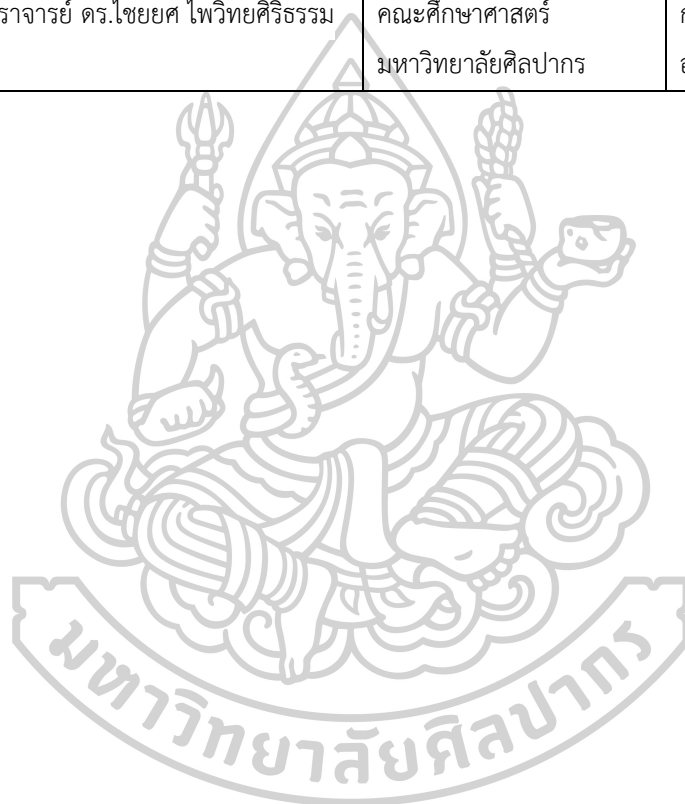 ราจารย์ ดร.ไชยยศ ไพวิทยศิริธรรม คณะศึกษาศาสตร์
มหาวิทยาลัยศิลปากร
มหาวิทยาลัยศิลปากร